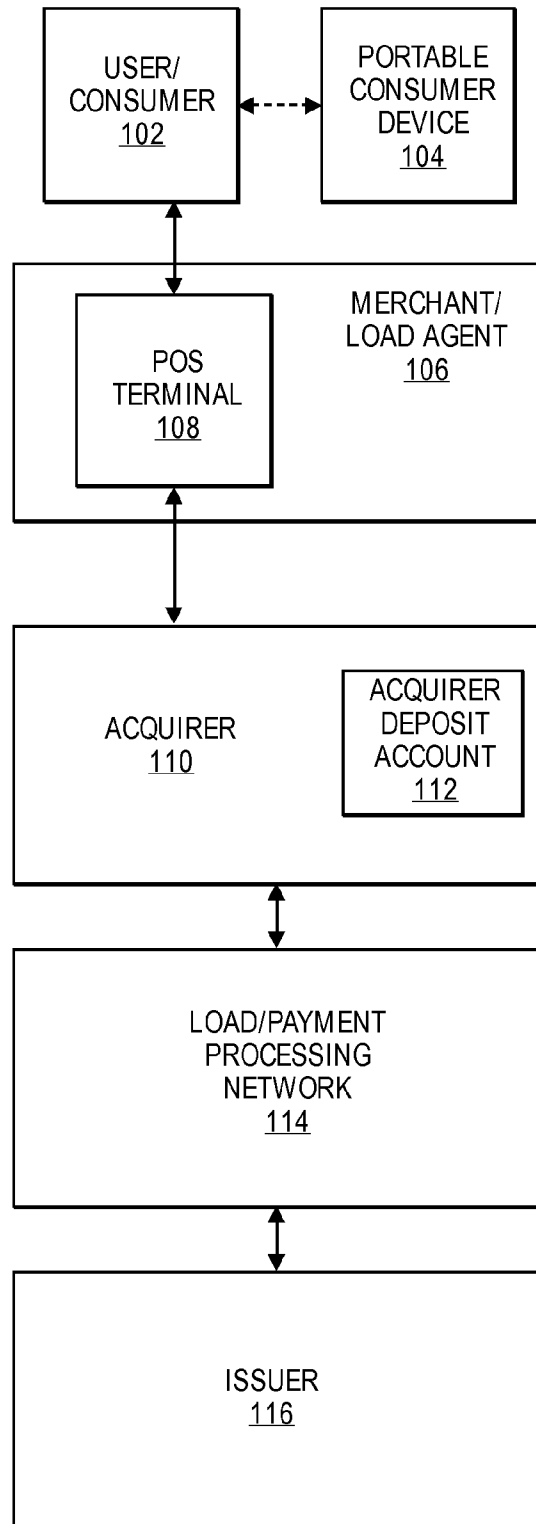 USER/
CONSUMER
102
PORTABLE
CONSUMER
DEVICE
104
MERCHANT/
LOAD AGENT
106
POS
TERMINAL
108
ACQUIRER
110
ACQUIRER
DEPOSIT
ACCOUNT
112
LOAD/PAYMENT
PROCESSING
NETWORK
114
ISSUER
116